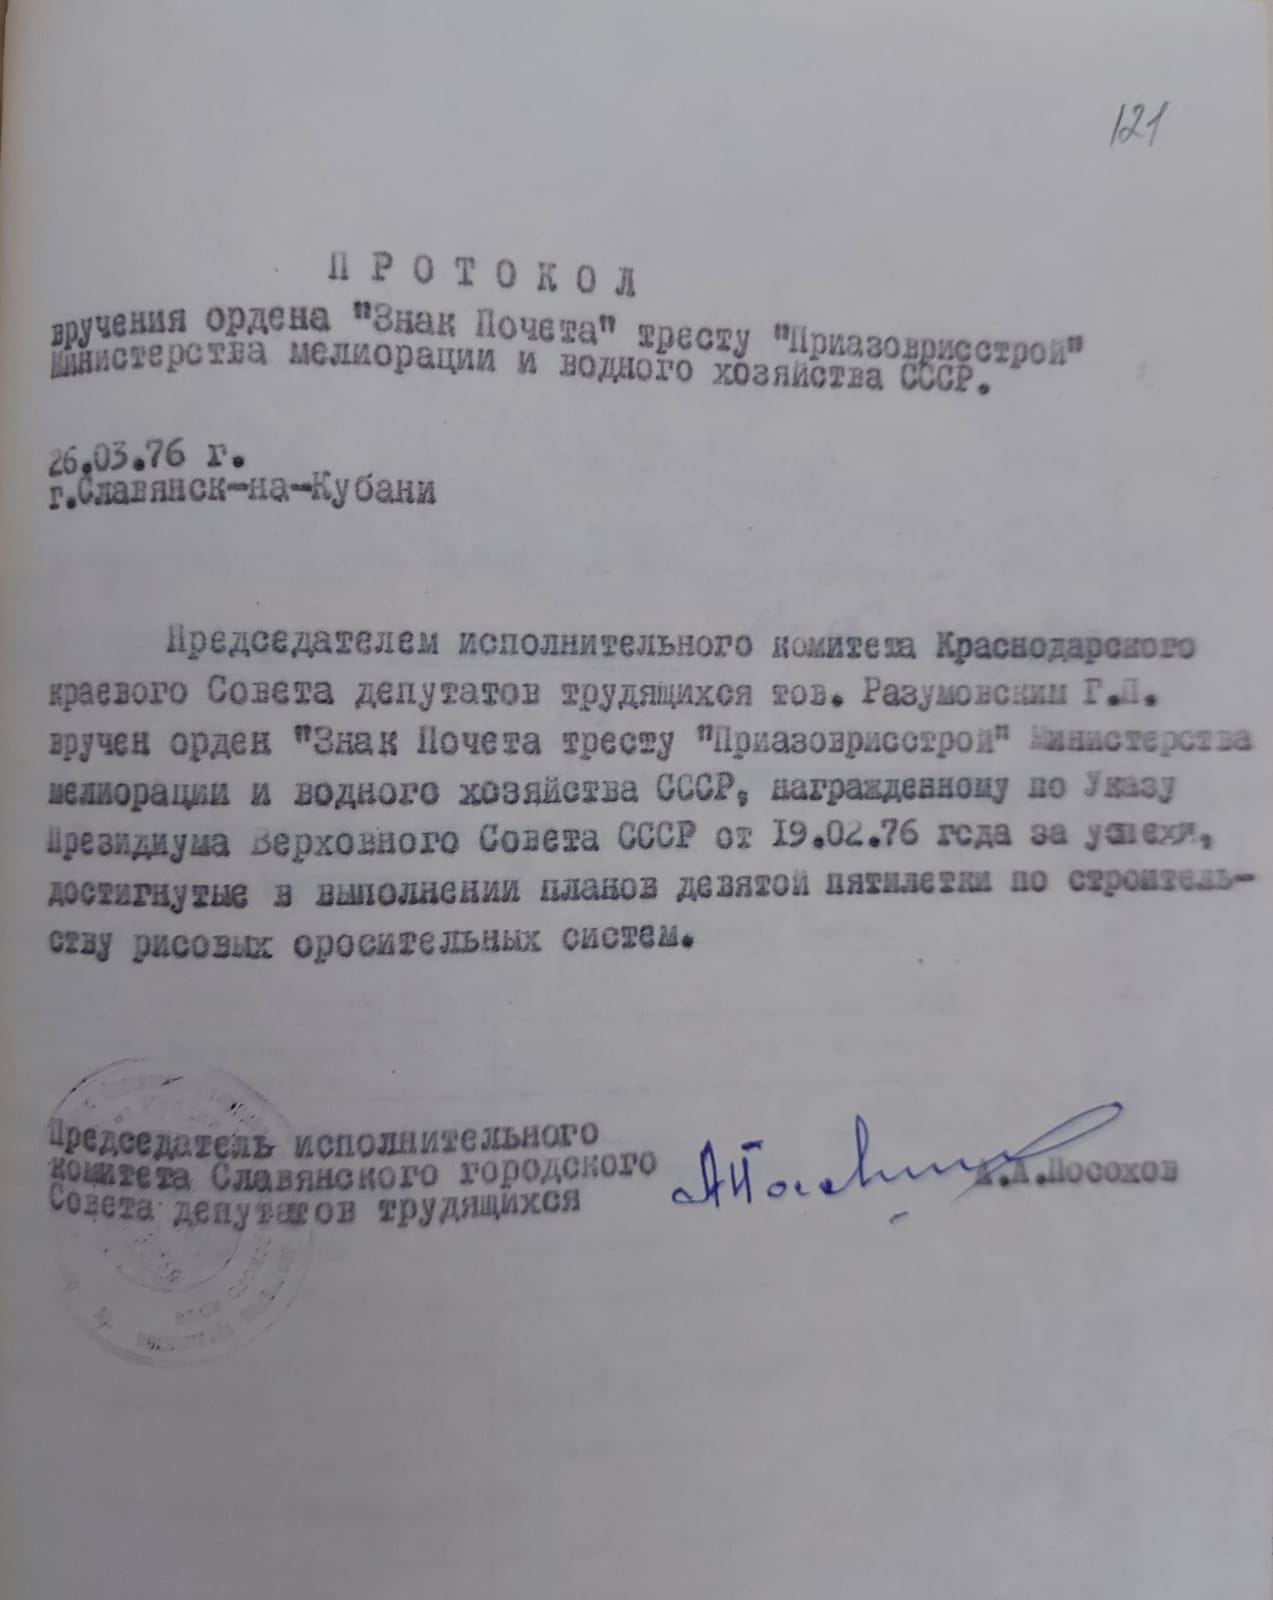 121
ПРОТОКОЛ
вручения ордена "Знак Почета" тресту "Приазоврисстрой"
Министерства мелиорации и водного хозяйства СССР.
26.03.76 г.
г.Славянск-на-Кубани
Председателем исполнительного комитета Краснодарского
краевого Совета депутатов трудящихся тов. Разумовским Г.П.
вручен орден "Знак Почета тресту "Приазоврисстрой" Министерства
мелиорации и водного хозяйства СССР, награжденному по Указу
Президиума Верховного Совета СССР от 19.02.76 года за успехи,
достигнутые в выполнении планов девятой пятилетки по строитель-
ству рисовых оросительных систем.
Председатель исполнительного
комитета Славянского городского
Совета депутатов трудящихся
А.Посохов